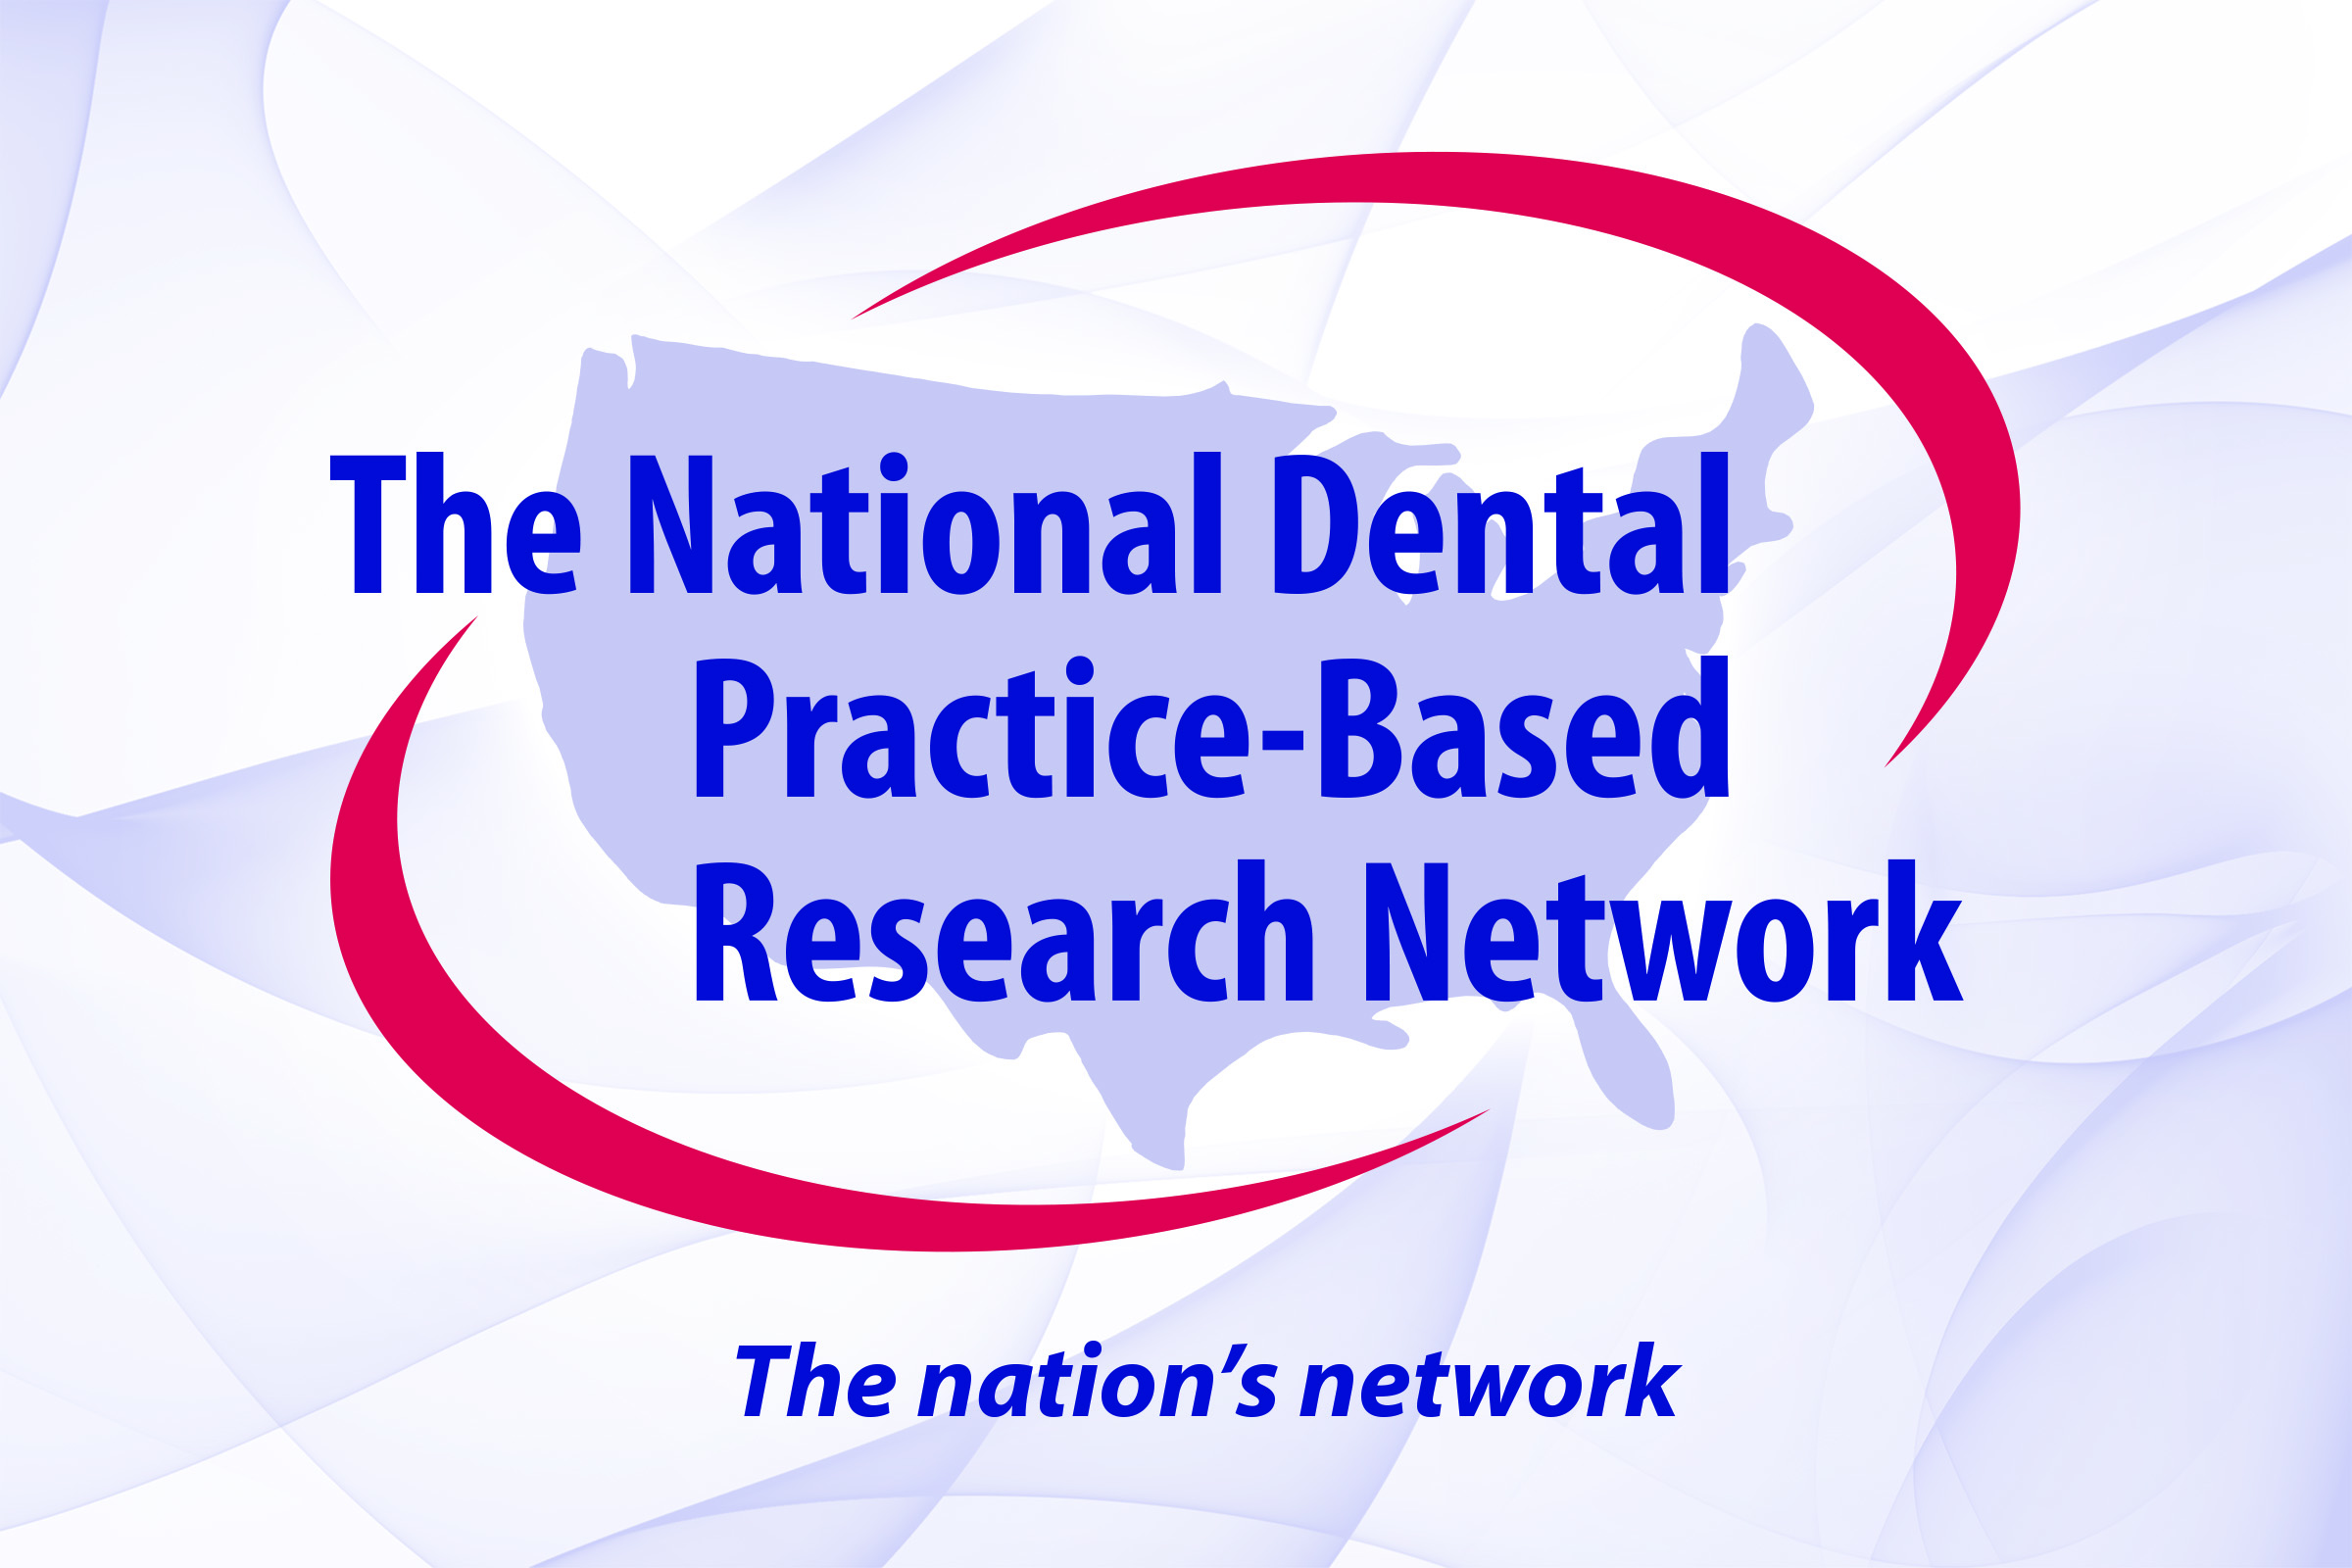 The National Dental
Practice-Based
Research Network
The nation’s network